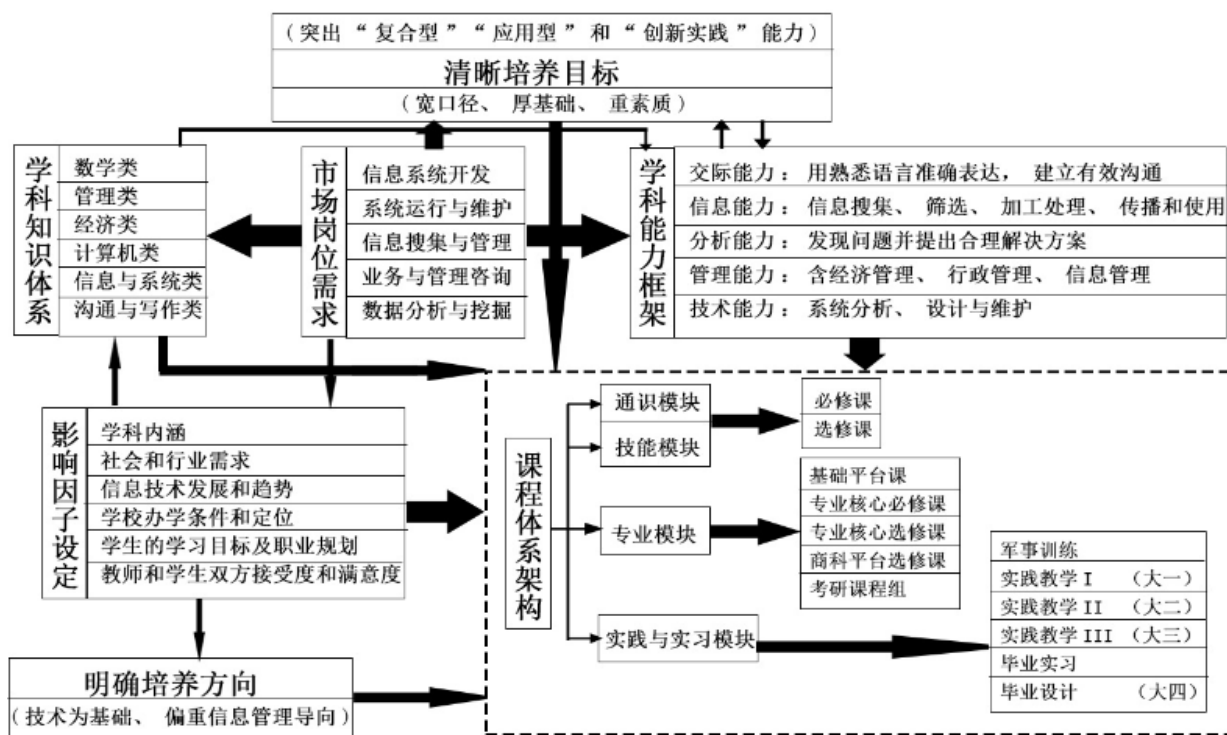 （突出“复合型”“应用型”和“创新实践”能力）
清晰培养目标
（宽口径、厚基础、重素质）
学科知识体系
数学类
管理类
经济类
计算机类
信息与系统类
沟通与写作类
市场岗位需求
信息系统开发
系统运行与维护
信息搜集与管理
业务与管理咨询
数据分析与挖掘
学科能力框架
交际能力：用熟悉语言准确表达，建立有效沟通
信息能力：信息搜集、筛选、加工处理、传播和使用
分析能力：发现问题并提出合理解决方案
管理能力：含经济管理、行政管理、信息管理
技术能力：系统分析、设计与维护
影响因子设定
学科内涵
社会和行业需求
信息技术发展和趋势
学校办学条件和定位
学生的学习目标及职业规划
教师和学生双方接受度和满意度
明确培养方向
（技术为基础、偏重信息管理导向）
课程体系架构
通识模块
技能模块
必修课
选修课
专业模块
基础平台课
专业核心必修课
专业核心选修课
商科平台选修课
考研课程组
实践与实习模块
军事训练
实践教学 I （大一）
实践教学 II （大二）
实践教学 III （大三）
毕业实习
毕业设计 （大四）